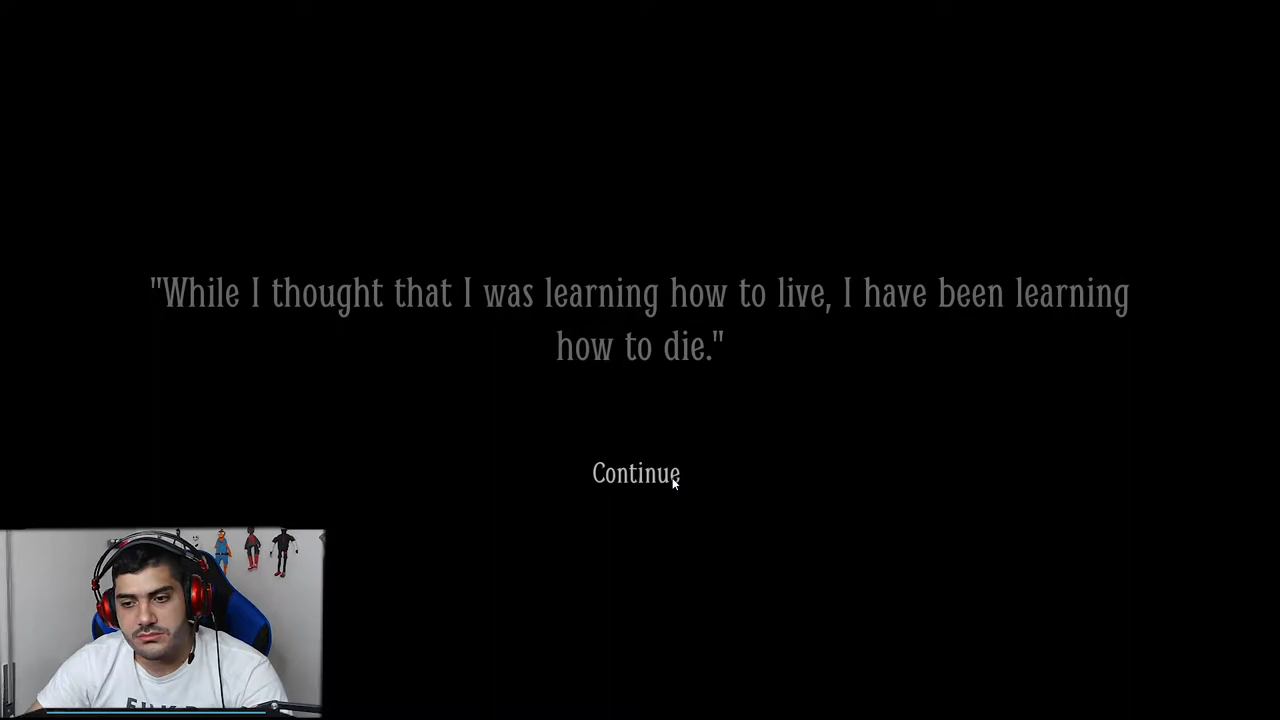 "While I thought that I was learning how to live, I have been learning
how to die."
Continue